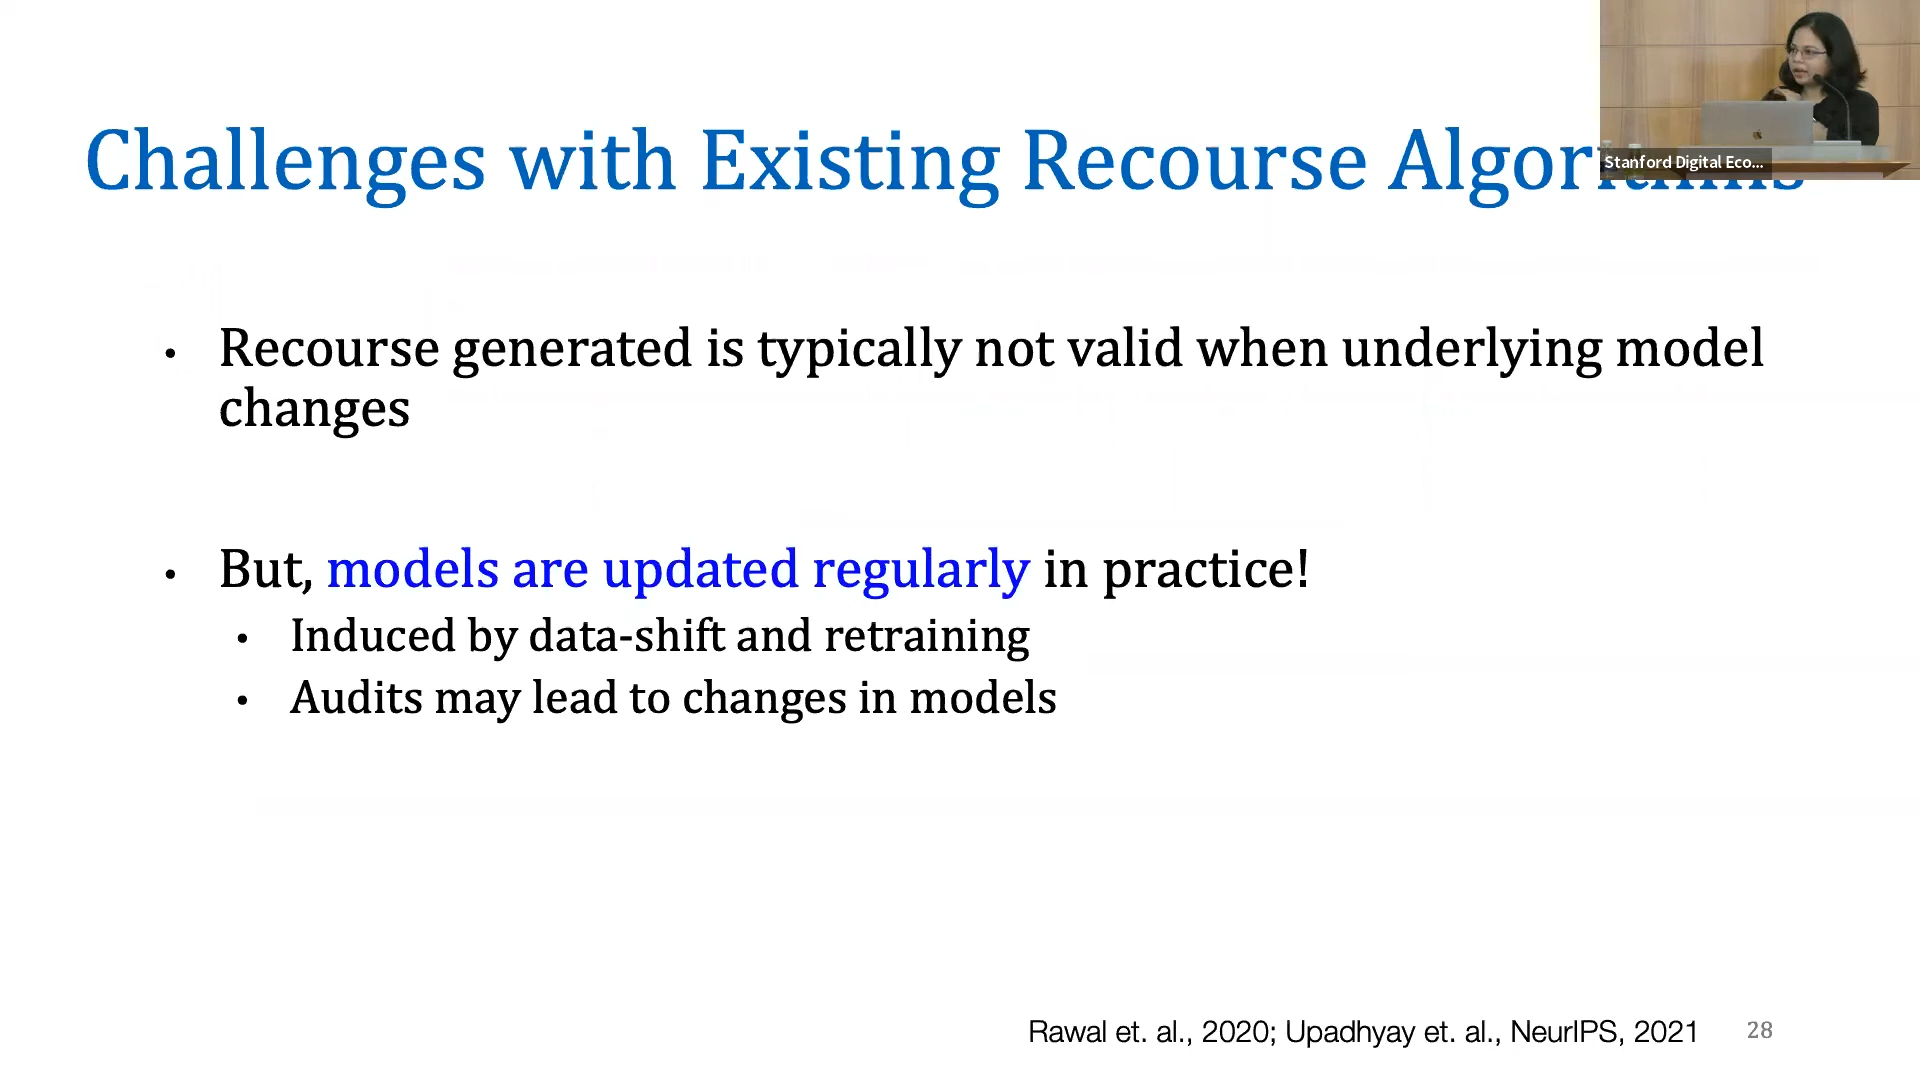 Challenges with Existing Recourse
Stanford Digital Eco...
• Recourse generated is typically not valid when underlying model
changes
• But, models are updated regularly in practice!
• Induced by data-shift and retraining
• Audits may lead to changes in models
Rawal et. al., 2020; Upadhyay et. al., NeurIPS, 2021
28